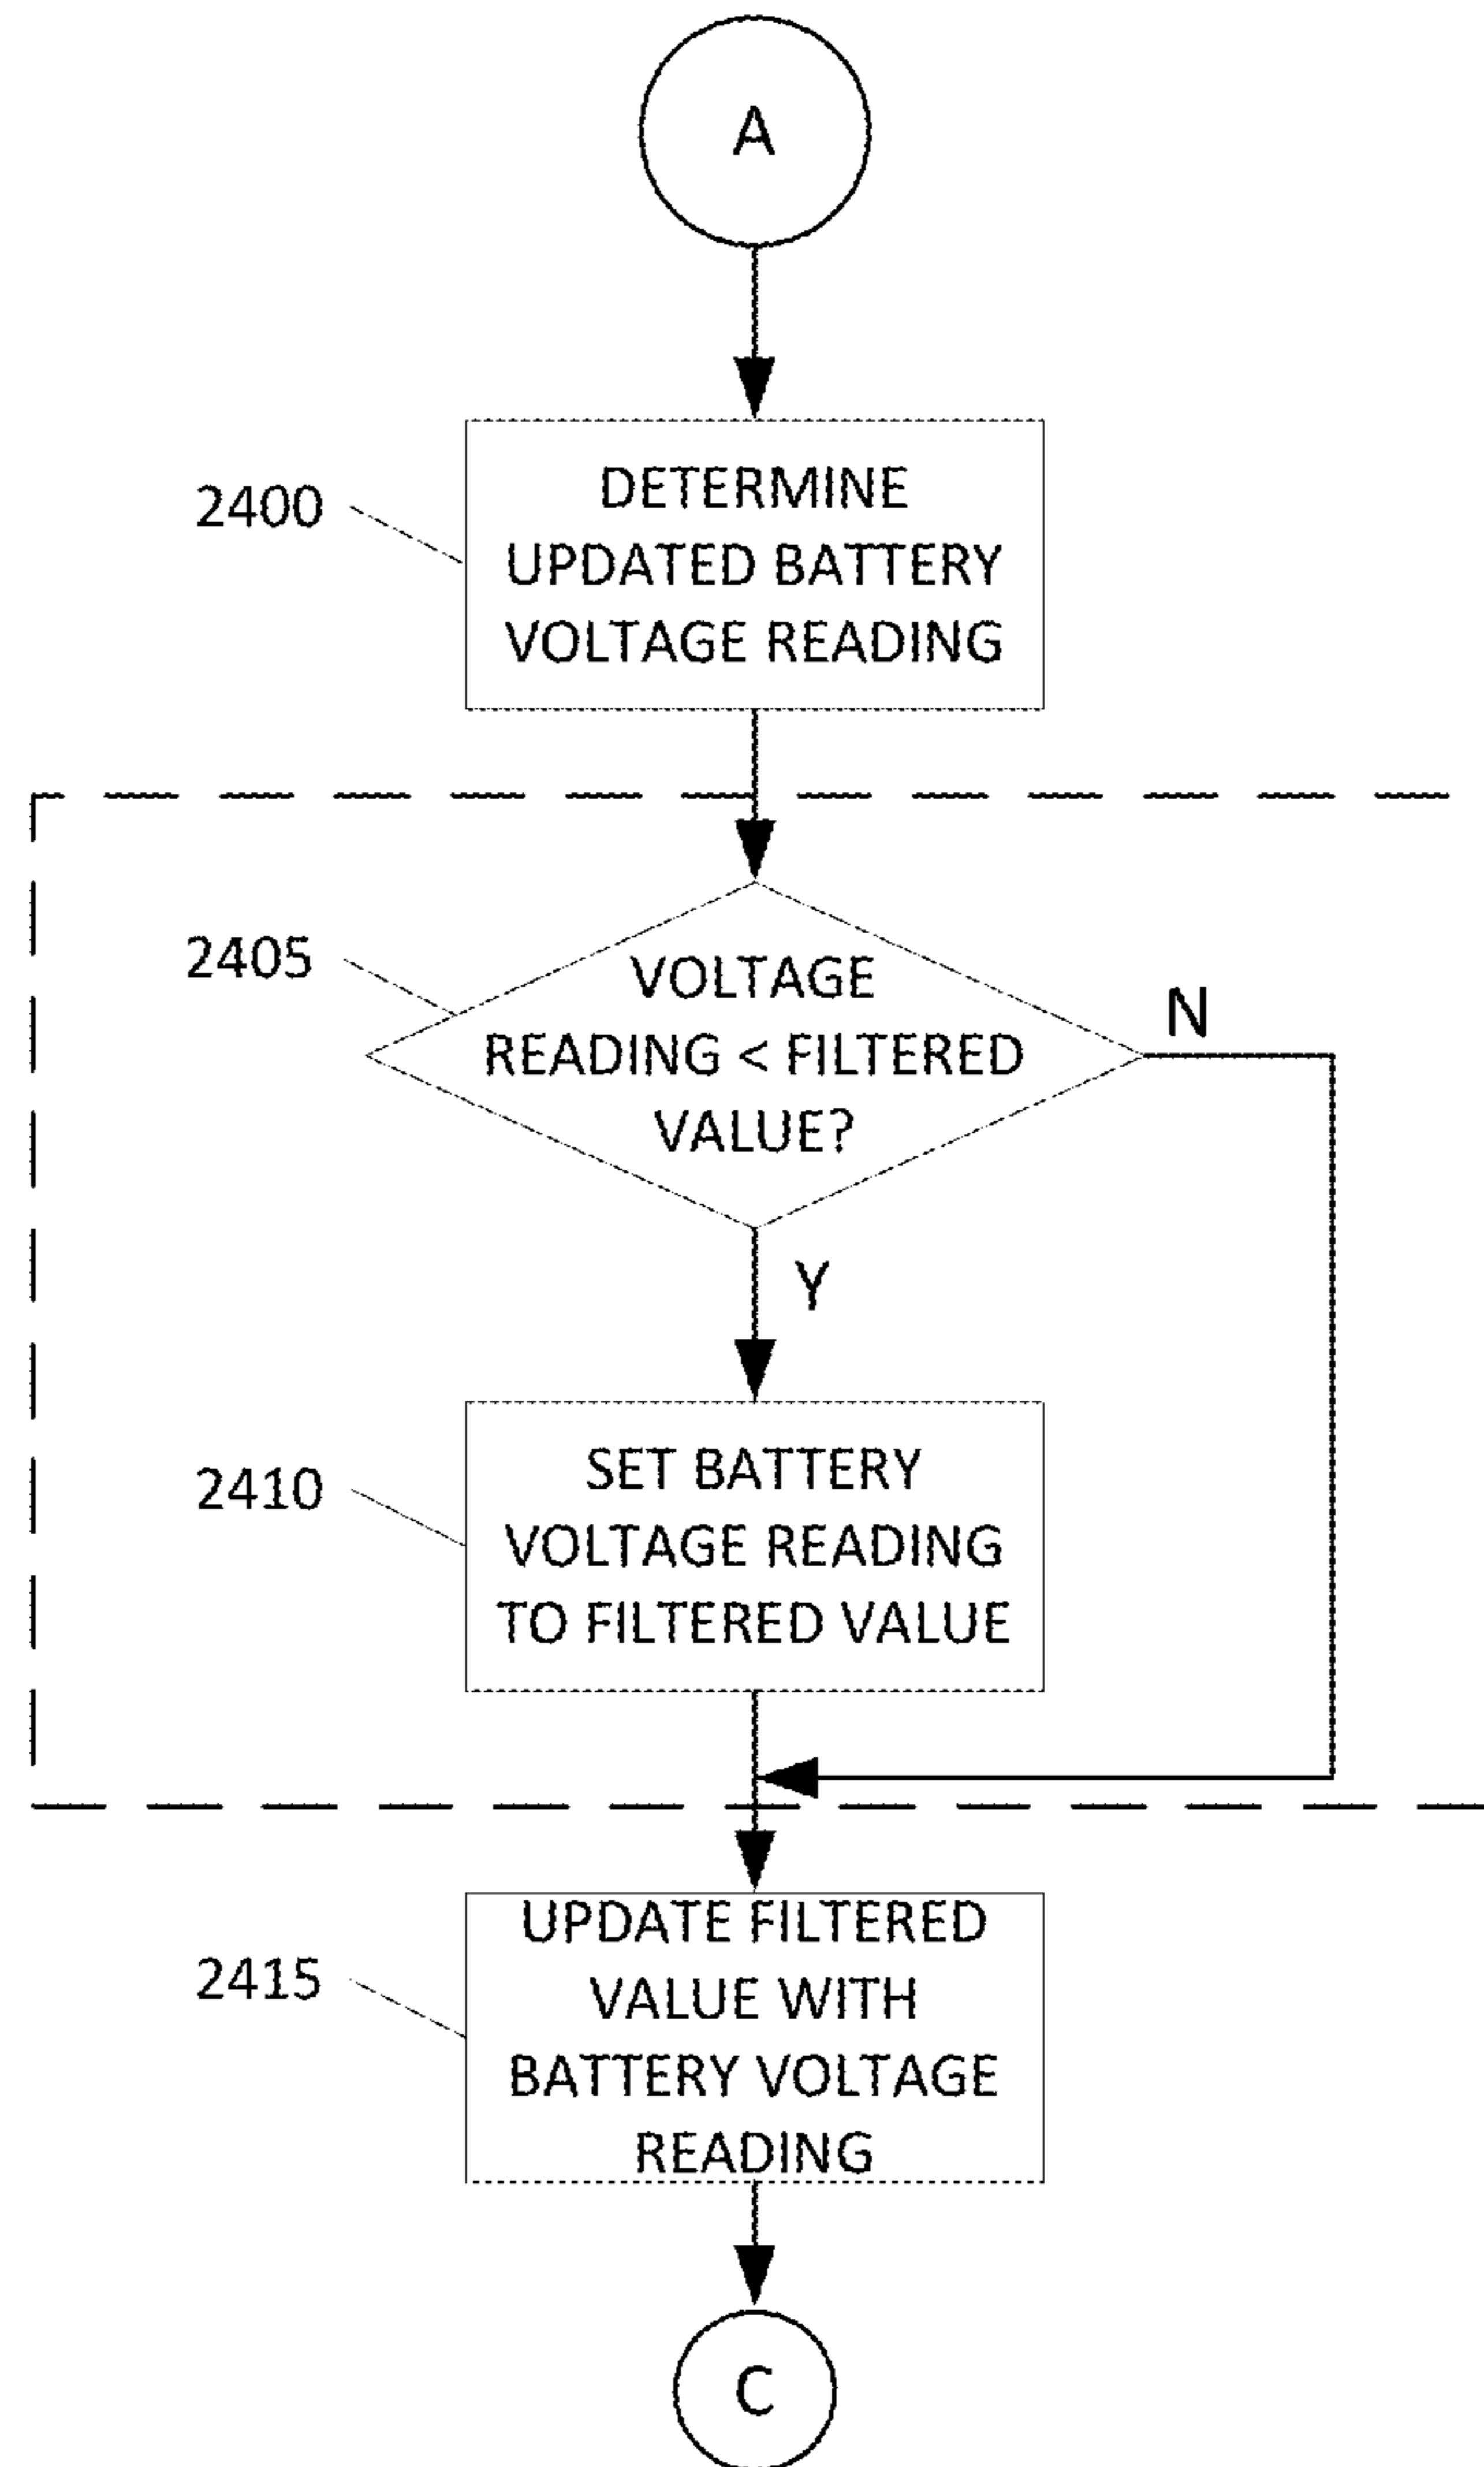 A
2400
DETERMINE
UPDATED BATTERY
VOLTAGE READING
2405
VOLTAGE
READING < FILTERED
VALUE?
N
Y
2410
SET BATTERY
VOLTAGE READING
TO FILTERED VALUE
2415
UPDATE FILTERED
VALUE WITH
BATTERY VOLTAGE
READING
C